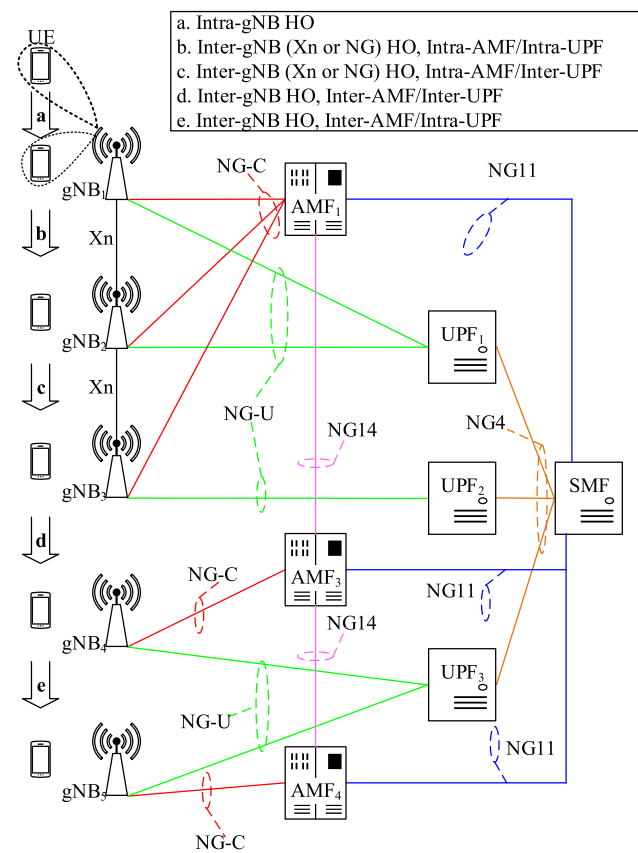 UE
a. Intra-gNB HO
b. Inter-gNB (Xn or NG) HO, Intra-AMF/Intra-UPF
c. Inter-gNB (Xn or NG) HO, Intra-AMF/Inter-UPF
d. Inter-gNB HO, Inter-AMF/Inter-UPF
e. Inter-gNB HO, Inter-AMF/Intra-UPF
a
NG-C
NG11
gNB₁
AMF₁
b
Xn
UPF₁
gNB₂
c
Xn
NG-U
NG14
NG4
gNB₃
UPF₂
SMF
d
NG-C
AMF₃
NG11
gNB₄
NG14
UPF₃
e
NG-U
NG11
gNB₅
AMF₄
NG-C